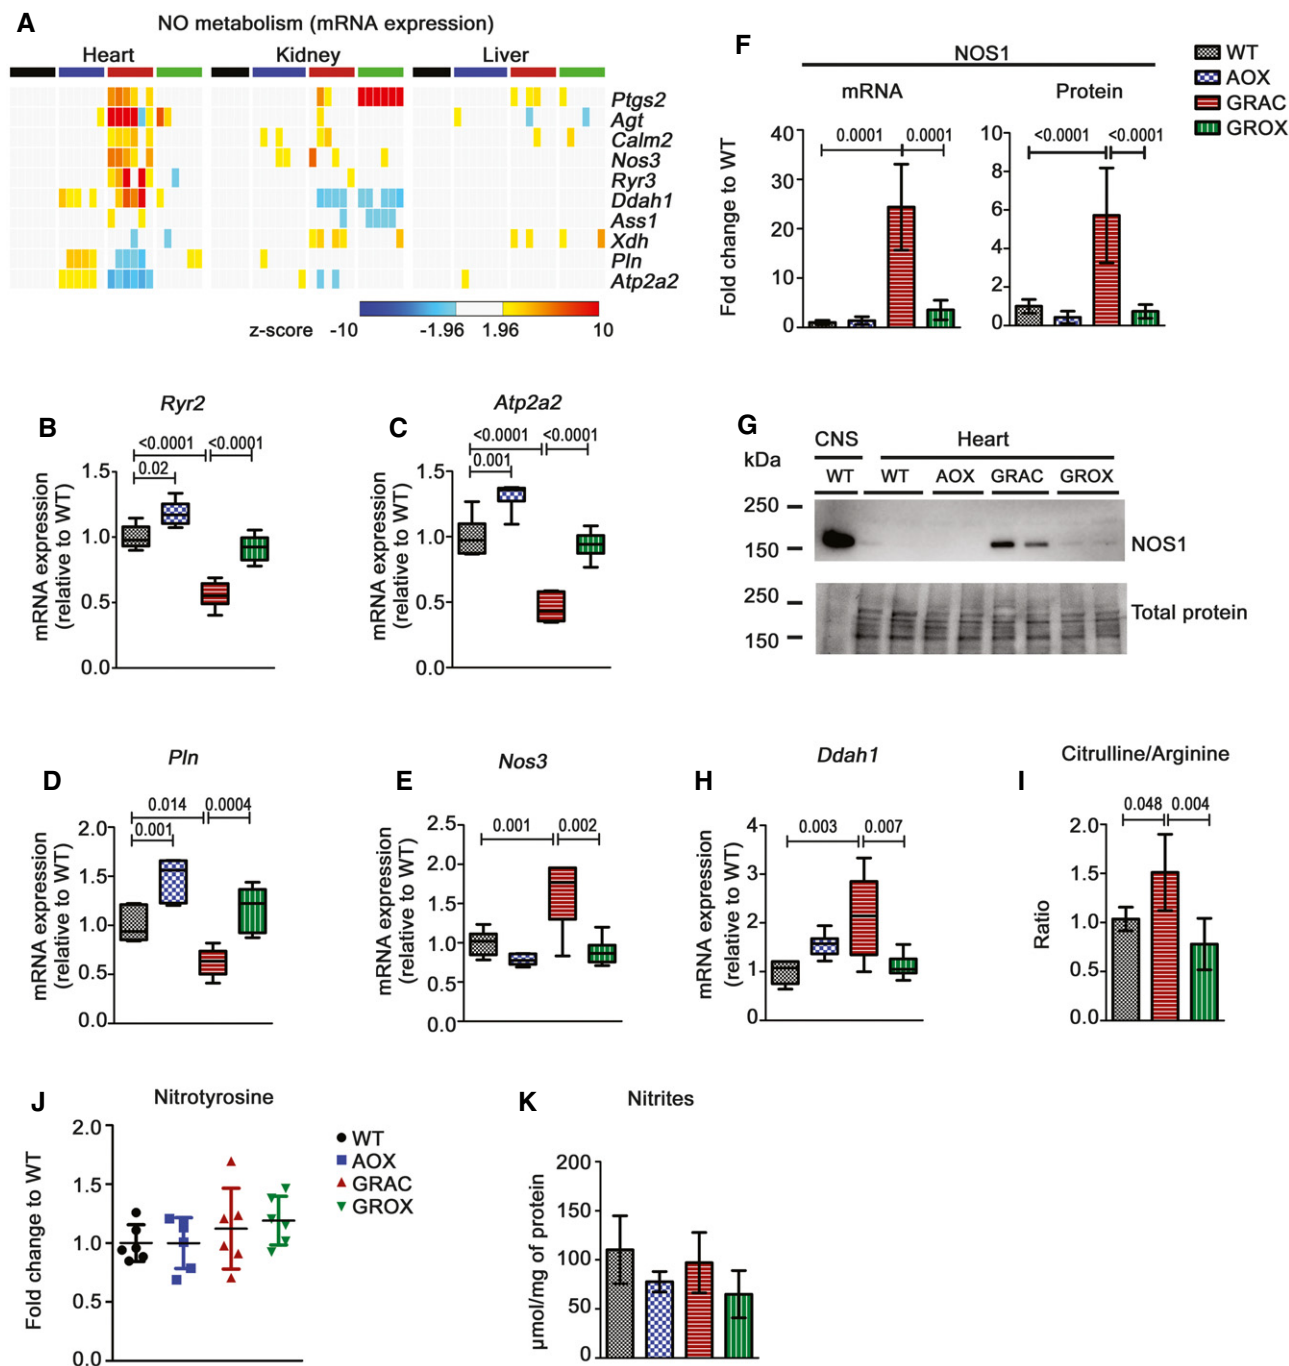 A
NO metabolism (mRNA expression)
Heart Kidney Liver
Ptgs2
Agt
Calm2
Nos3
Ryr3
Ddah1
Ass1
Xdh
Pln
Atp2a2
z-score -10 -1.96 1.96 10
F
NOS1
mRNA Protein
WT
AOX
GRAC
GROX
Fold change to WT
40
30
20
10
0
0.0001 0.0001
10
8
6
4
2
0
<0.0001 <0.0001
B
Ryr2
<0.0001 <0.0001
0.02
1.5
1.0
0.5
0.0
mRNA expression
(relative to WT)
C
Atp2a2
<0.0001 <0.0001
0.001
1.5
1.0
0.5
0.0
mRNA expression
(relative to WT)
G
CNS Heart
kDa
WT WT AOX GRAC GROX
250
150
NOS1
250
150
Total protein
D
Pln
0.014 0.0004
0.001
2.0
1.5
1.0
0.5
0.0
mRNA expression
(relative to WT)
E
Nos3
0.001 0.002
2.5
2.0
1.5
1.0
0.5
0.0
mRNA expression
(relative to WT)
H
Ddah1
0.003 0.007
4
3
2
1
0
mRNA expression
(relative to WT)
I
Citrulline/Arginine
0.048 0.004
2.0
1.5
1.0
0.5
0.0
Ratio
J
Nitrotyrosine
2.0
1.5
1.0
0.5
0.0
Fold change to WT
WT
AOX
GRAC
GROX
K
Nitrites
200
150
100
50
0
µmol/mg of protein